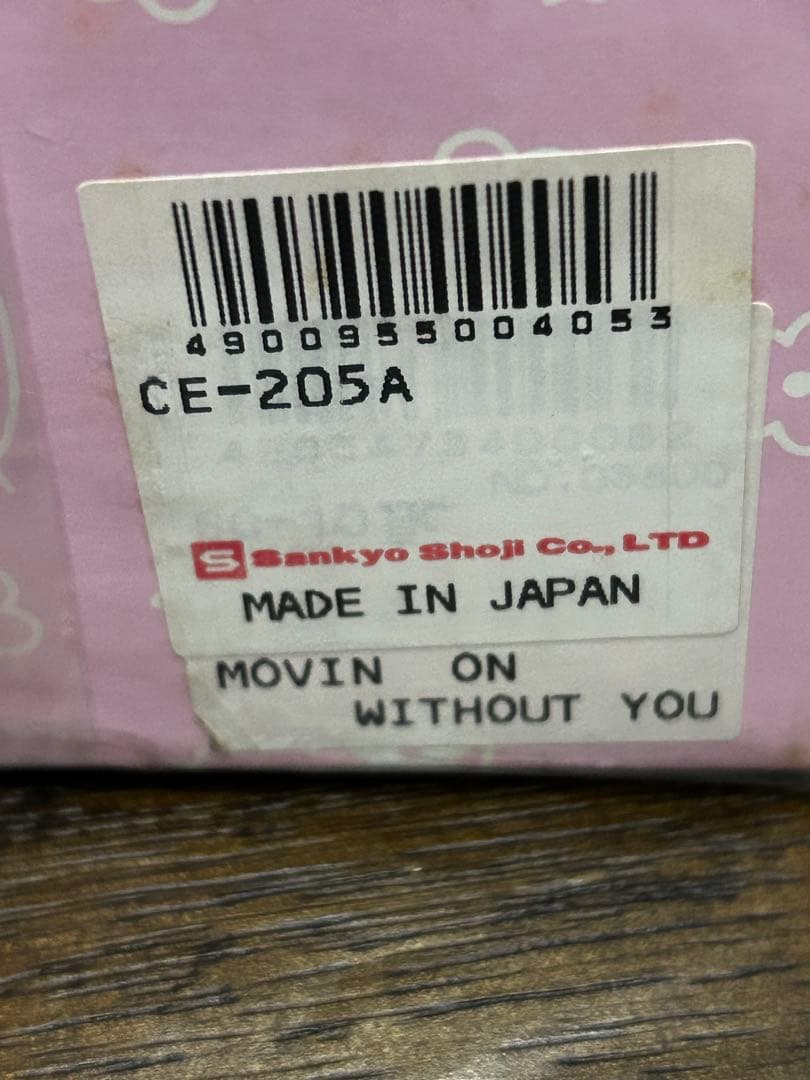 4900955004053
CE-205A
S Sankyo Shoji Co., LTD
MADE IN JAPAN
MOVIN ON
WITHOUT YOU